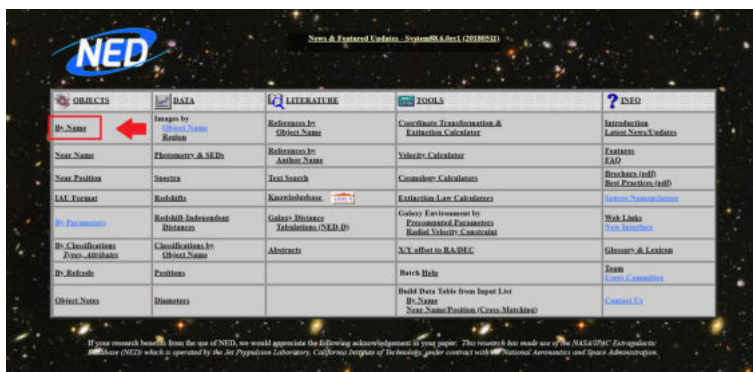 NED
News & Featured Updates - System88.6.0rc1 (20180511)
OBJECTS DATA LITERATURE TOOLS ? INFO
By Name
Images by
Object Name
Region
References by
Object Name
Coordinate Transformation &
Extinction Calculator
Introduction
Latest News/Updates
Near Name
Photometry & SEDs
References by
Author Name
Velocity Calculator
Features
FAQ
Near Position
Spectra
Text Search
Cosmology Calculators
Brochure (pdf)
Best Practices (pdf)
IAU Format
Redshifts
Knowledgebase
LEVEL 5
Extinction-Law Calculators
Source Nomenclature
By Parameters
Redshift-Independent
Distances
Galaxy Distance
Tabulations (NED-D)
Galaxy Environment by
Precomputed Parameters
Radial Velocity Constraint
Web Links
New Interface
By Classifications
Types, Attributes
Classifications by
Object Name
Abstracts
X/Y offset to RA/DEC
Glossary & Lexicon
By Refcode
Positions
Batch Help
Team
Users Committee
Object Notes
Diameters
Build Data Table from Input List
By Name
Near Name/Position (Cross-Matching)
Contact Us
If your research benefits from the use of NED, we would appreciate the following acknowledgement in your paper: This research has made use of the NASA/IPAC Extragalactic
Database (NED) which is operated by the Jet Propulsion Laboratory, California Institute of Technology, under contract with the National Aeronautics and Space Administration.